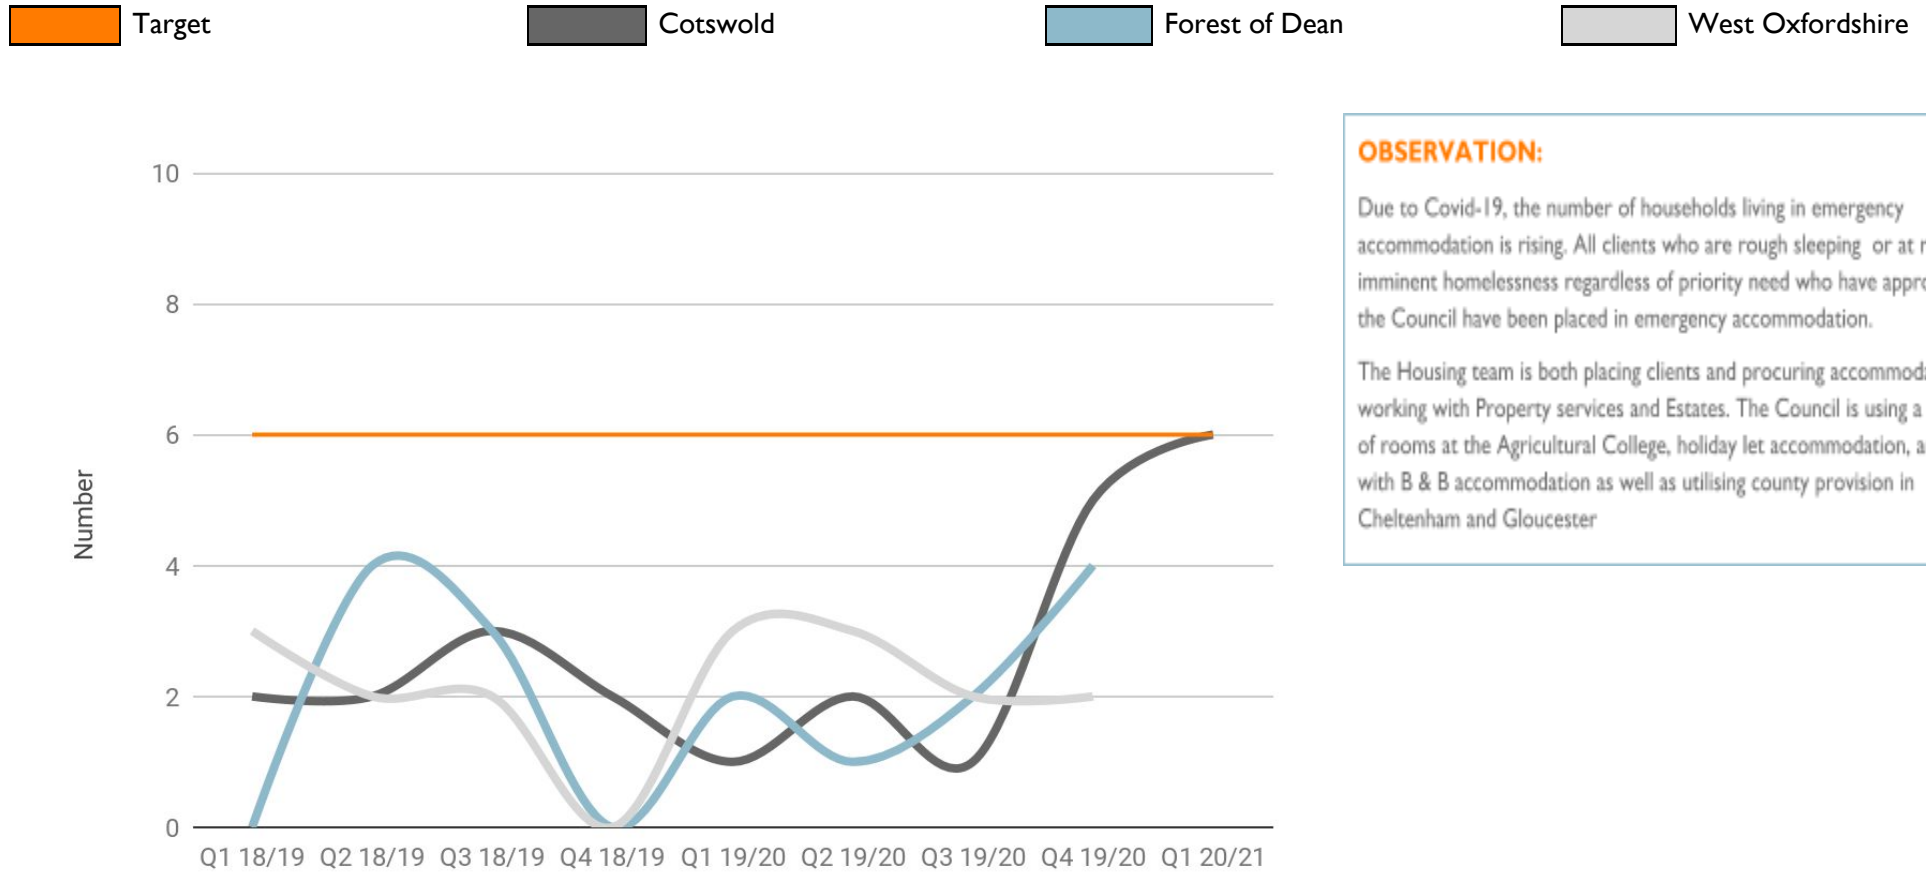 Target Cotswold Forest of Dean West Oxfordshire
10
8
6
4
2
0
Number
Q1 18/19 Q2 18/19 Q3 18/19 Q4 18/19 Q1 19/20 Q2 19/20 Q3 19/20 Q4 19/20 Q1 20/21
OBSERVATION:
Due to Covid-19, the number of households living in emergency
accommodation is rising. All clients who are rough sleeping or at
imminent homelessness regardless of priority need who have
the Council have been placed in emergency accommodation.
The Housing team is both placing clients and procuring
working with Property services and Estates. The Council is using a
of rooms at the Agricultural College, holiday let accommodation,
with B & B accommodation as well as utilising county provision in
Cheltenham and Gloucester